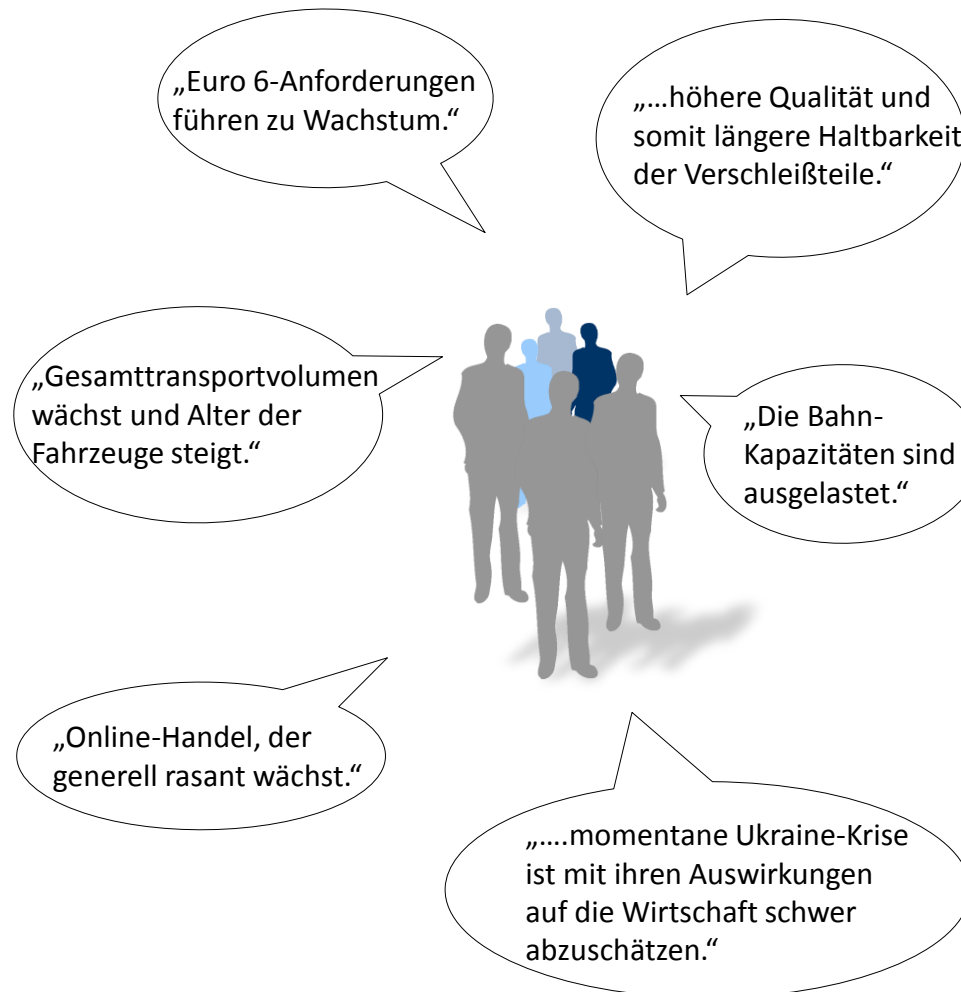 „Euro 6-Anforderungen
führen zu Wachstum.“
„...höhere Qualität und
somit längere Haltbarkeit
der Verschleißteile.“
„Gesamttransportvolumen
wächst und Alter der
Fahrzeuge steigt.“
„Die Bahn-
Kapazitäten sind
ausgelastet.“
„Online-Handel, der
generell rasant wächst.“
„....momentane Ukraine-Krise
ist mit ihren Auswirkungen
auf die Wirtschaft schwer
abzuschätzen.“